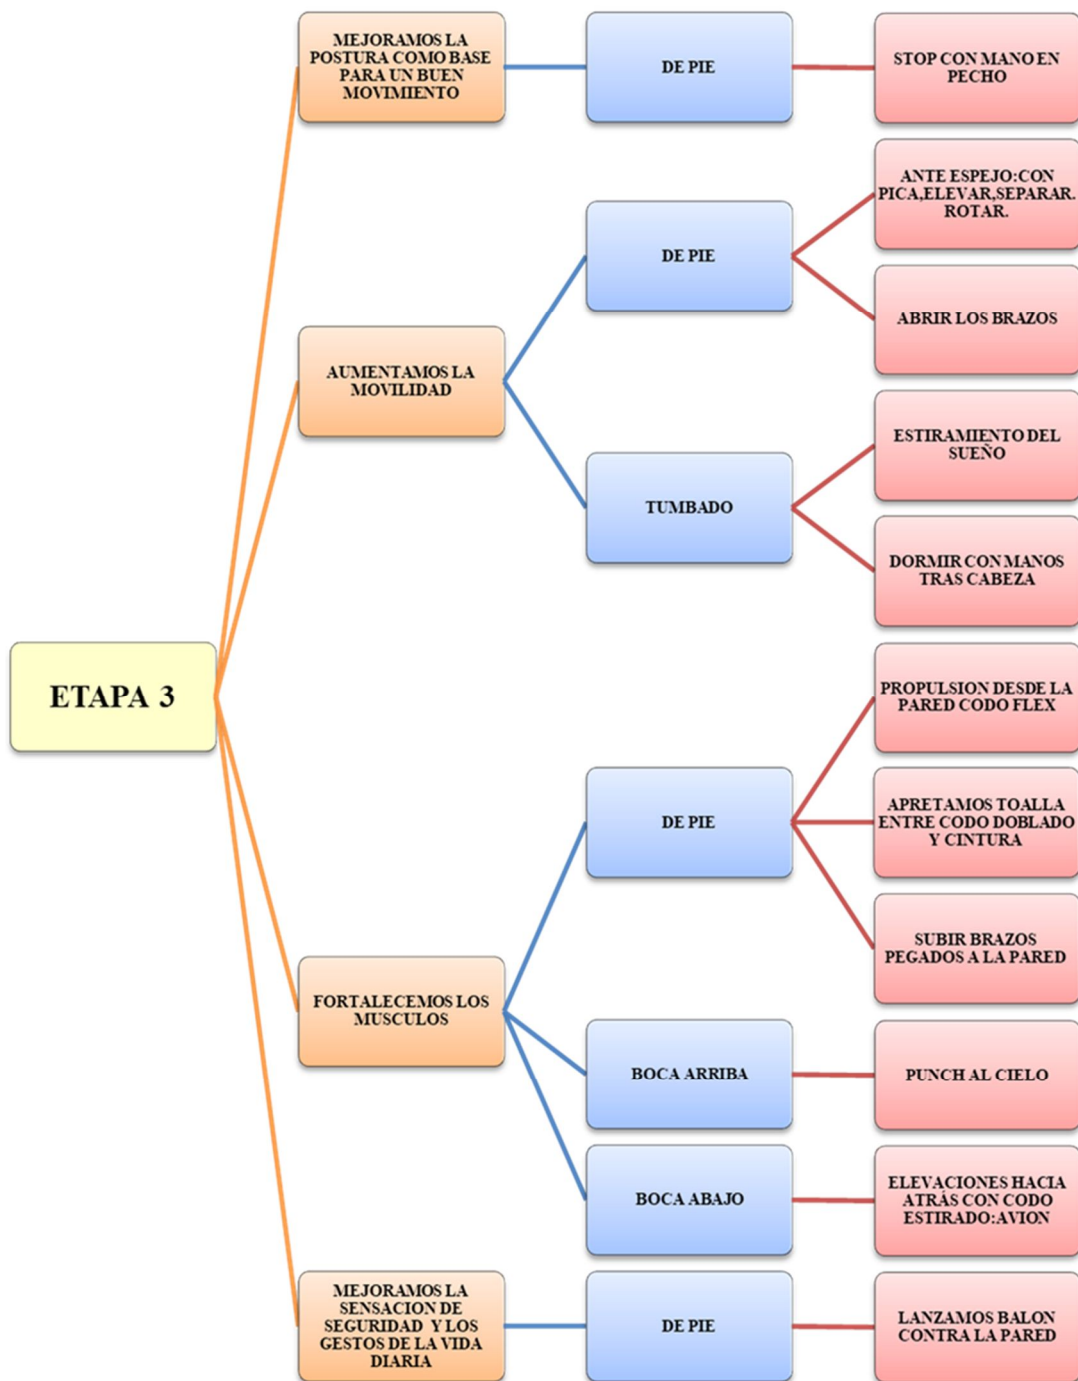 MEJORAMOS LA
POSTURA COMO BASE
PARA UN BUEN
MOVIMIENTO
DE PIE
STOP CON MANO EN
PECHO
ANTE ESPEJO:CON
PICA,ELEVAR,SEPARAR.
ROTAR.
DE PIE
ABRIR LOS BRAZOS
AUMENTAMOS LA
MOVILIDAD
ESTIRAMIENTO DEL
SUEÑO
TUMBADO
DORMIR CON MANOS
TRAS CABEZA
ETAPA 3
PROPULSION DESDE LA
PARED CODO FLEX
DE PIE
APRETAMOS TOALLA
ENTRE CODO DOBLADO
Y CINTURA
SUBIR BRAZOS
PEGADOS A LA PARED
FORTALECEMOS LOS
MUSCULOS
BOCA ARRIBA
PUNCH AL CIELO
BOCA ABAJO
ELEVACIONES HACIA
ATRÁS CON CODO
ESTIRADO:AVION
MEJORAMOS LA
SENSACION DE
SEGURIDAD Y LOS
GESTOS DE LA VIDA
DIARIA
DE PIE
LANZAMOS BALON
CONTRA LA PARED